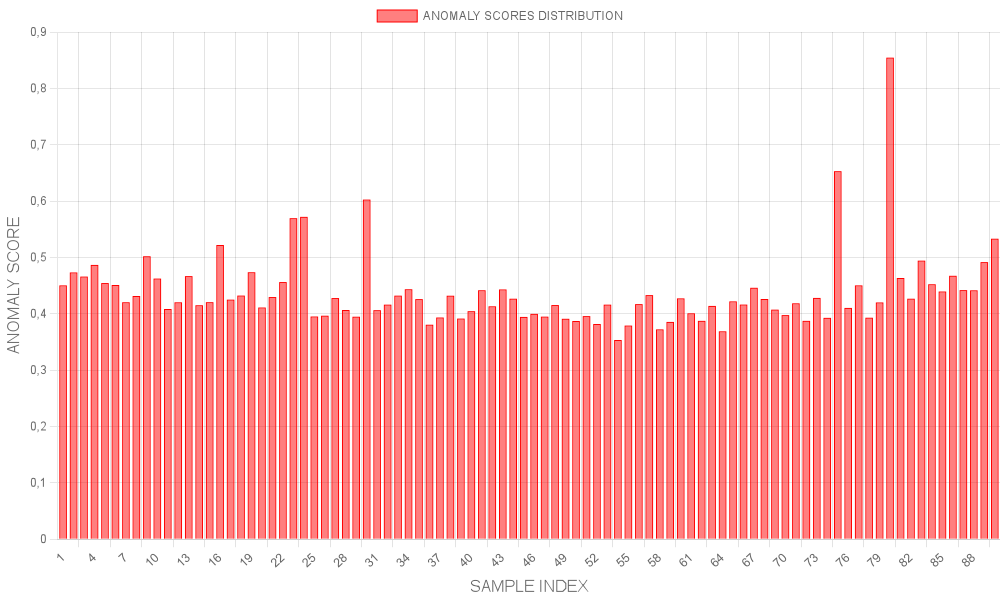 ANOMALY SCORES DISTRIBUTION
0,9
0,8
0,7
0,6
0,5
0,4
0,3
0,2
0,1
0
ANOMALY SCORE
1 4 7 10 13 16 19 22 25 28 31 34 37 40 43 46 49 52 55 58 61 64 67 70 73 76 79 82 85 88
SAMPLE INDEX